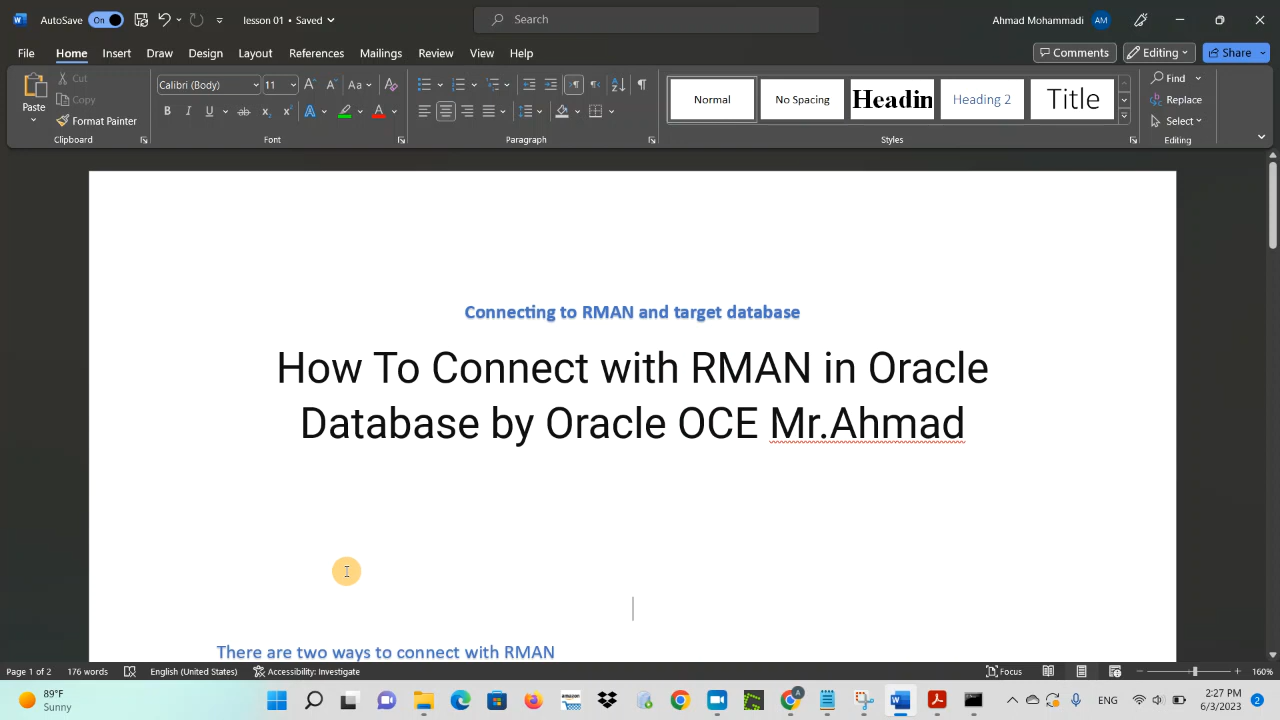 AutoSave On lesson 01 • Saved Search Ahmad Mohammadi AM
File Home Insert Draw Design Layout References Mailings Review View Help Comments Editing Share
Paste Cut Copy Format Painter Clipboard
Calibri (Body) 11 Aa Font
Paragraph
Normal No Spacing Headin Heading 2 Title Styles
Find Replace Select Editing
Connecting to RMAN and target database
How To Connect with RMAN in Oracle
Database by Oracle OCE Mr.Ahmad
There are two ways to connect with RMAN
Page 1 of 2 176 words English (United States) Accessibility: Investigate Focus 160%
89°F
Sunny
ENG
2:27 PM
6/3/2023
2